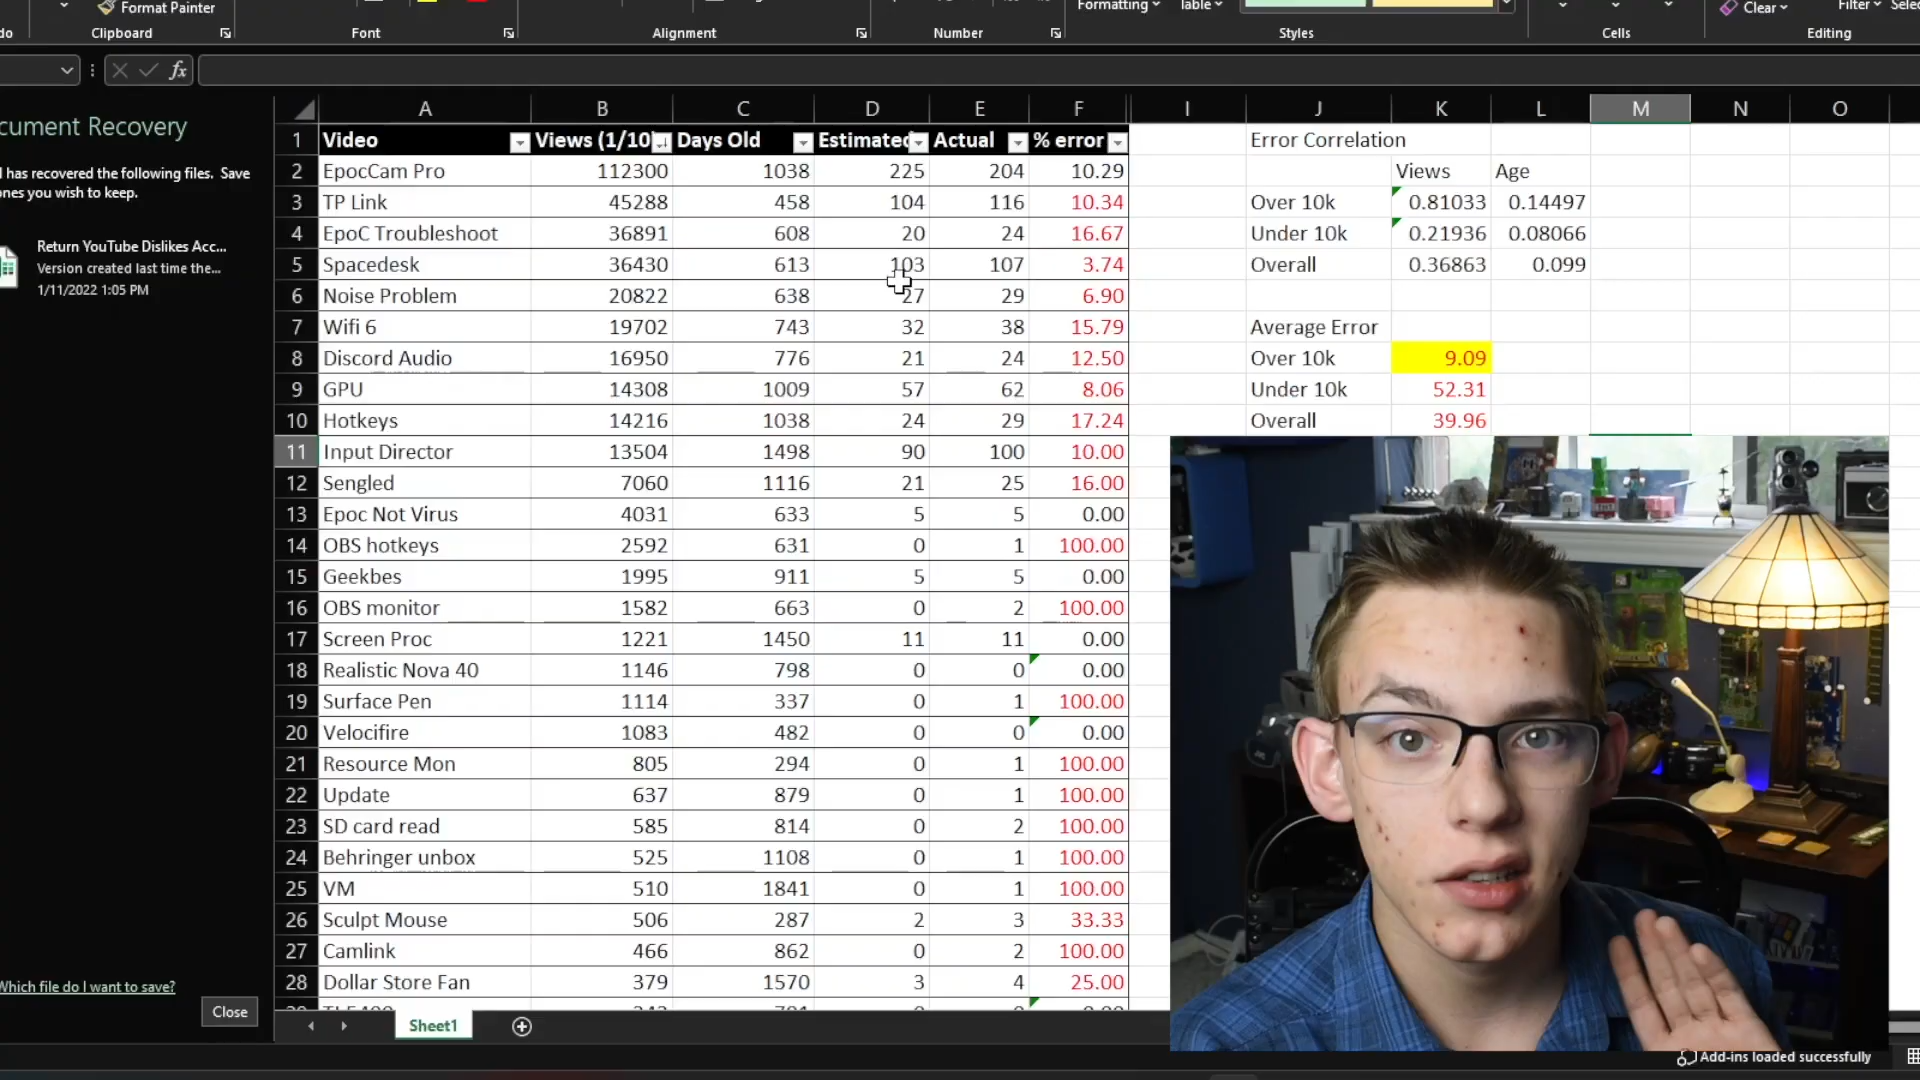 Format Painter
Formatting
Table
Clear
Filter
Clipboard
Font
Alignment
Number
Styles
Cells
Editing
fx
A B C D E F I J K L M N O
cument Recovery
has recovered the following files. Save
ones you wish to keep.
Return YouTube Dislikes Acc...
Version created last time the...
1/11/2022 1:05 PM
Which file do I want to save?
Close
1 Video Views (1/10 Days Old Estimated Actual % error
2 EpocCam Pro 112300 1038 225 204 10.29
3 TP Link 45288 458 104 116 10.34
4 EpoC Troubleshoot 36891 608 20 24 16.67
5 Spacedesk 36430 613 103 107 3.74
6 Noise Problem 20822 638 27 29 6.90
7 Wifi 6 19702 743 32 38 15.79
8 Discord Audio 16950 776 21 24 12.50
9 GPU 14308 1009 57 62 8.06
10 Hotkeys 14216 1038 24 29 17.24
11 Input Director 13504 1498 90 100 10.00
12 Sengled 7060 1116 21 25 16.00
13 Epoc Not Virus 4031 633 5 5 0.00
14 OBS hotkeys 2592 631 0 1 100.00
15 Geekbes 1995 911 5 5 0.00
16 OBS monitor 1582 663 0 2 100.00
17 Screen Proc 1221 1450 11 11 0.00
18 Realistic Nova 40 1146 798 0 0 0.00
19 Surface Pen 1114 337 0 1 100.00
20 Velocifire 1083 482 0 0 0.00
21 Resource Mon 805 294 0 1 100.00
22 Update 637 879 0 1 100.00
23 SD card read 585 814 0 2 100.00
24 Behringer unbox 525 1108 0 1 100.00
25 VM 510 1841 0 1 100.00
26 Sculpt Mouse 506 287 2 3 33.33
27 Camlink 466 862 0 2 100.00
28 Dollar Store Fan 379 1570 3 4 25.00
Error Correlation
Views Age
Over 10k 0.81033 0.14497
Under 10k 0.21936 0.08066
Overall 0.36863 0.099
Average Error
Over 10k 9.09
Under 10k 52.31
Overall 39.96
Sheet1
Add-ins loaded successfully